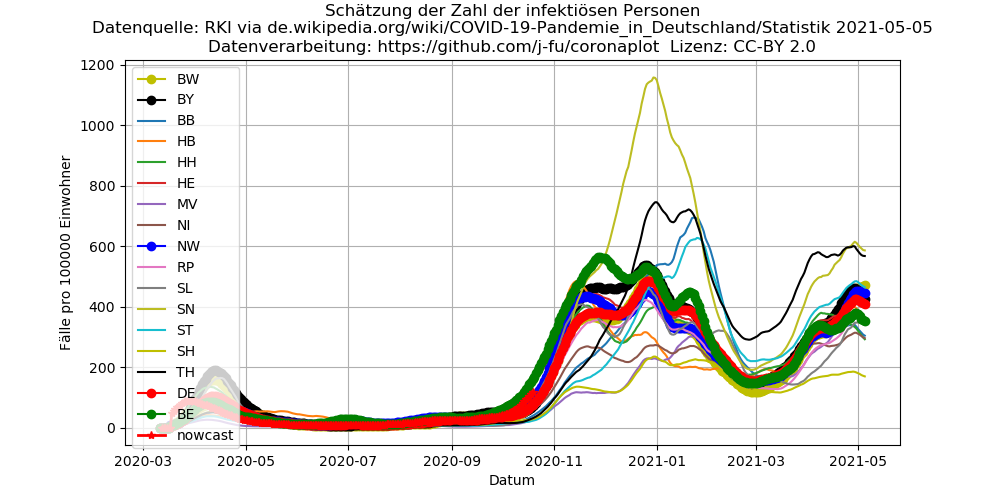 Schätzung der Zahl der infektiösen Personen
Datenquelle: RKI via de.wikipedia.org/wiki/COVID-19-Pandemie_in_Deutschland/Statistik 2021-05-05
Datenverarbeitung: https://github.com/j-fu/coronaplot  Lizenz: CC-BY 2.0
Fälle pro 100000 Einwohner
1200
1000
800
600
400
200
0
BW
BY
BB
HB
HH
HE
MV
NI
NW
RP
SL
SN
ST
SH
TH
DE
BE
nowcast
2020-03 2020-05 2020-07 2020-09 2020-11 2021-01 2021-03 2021-05
Datum